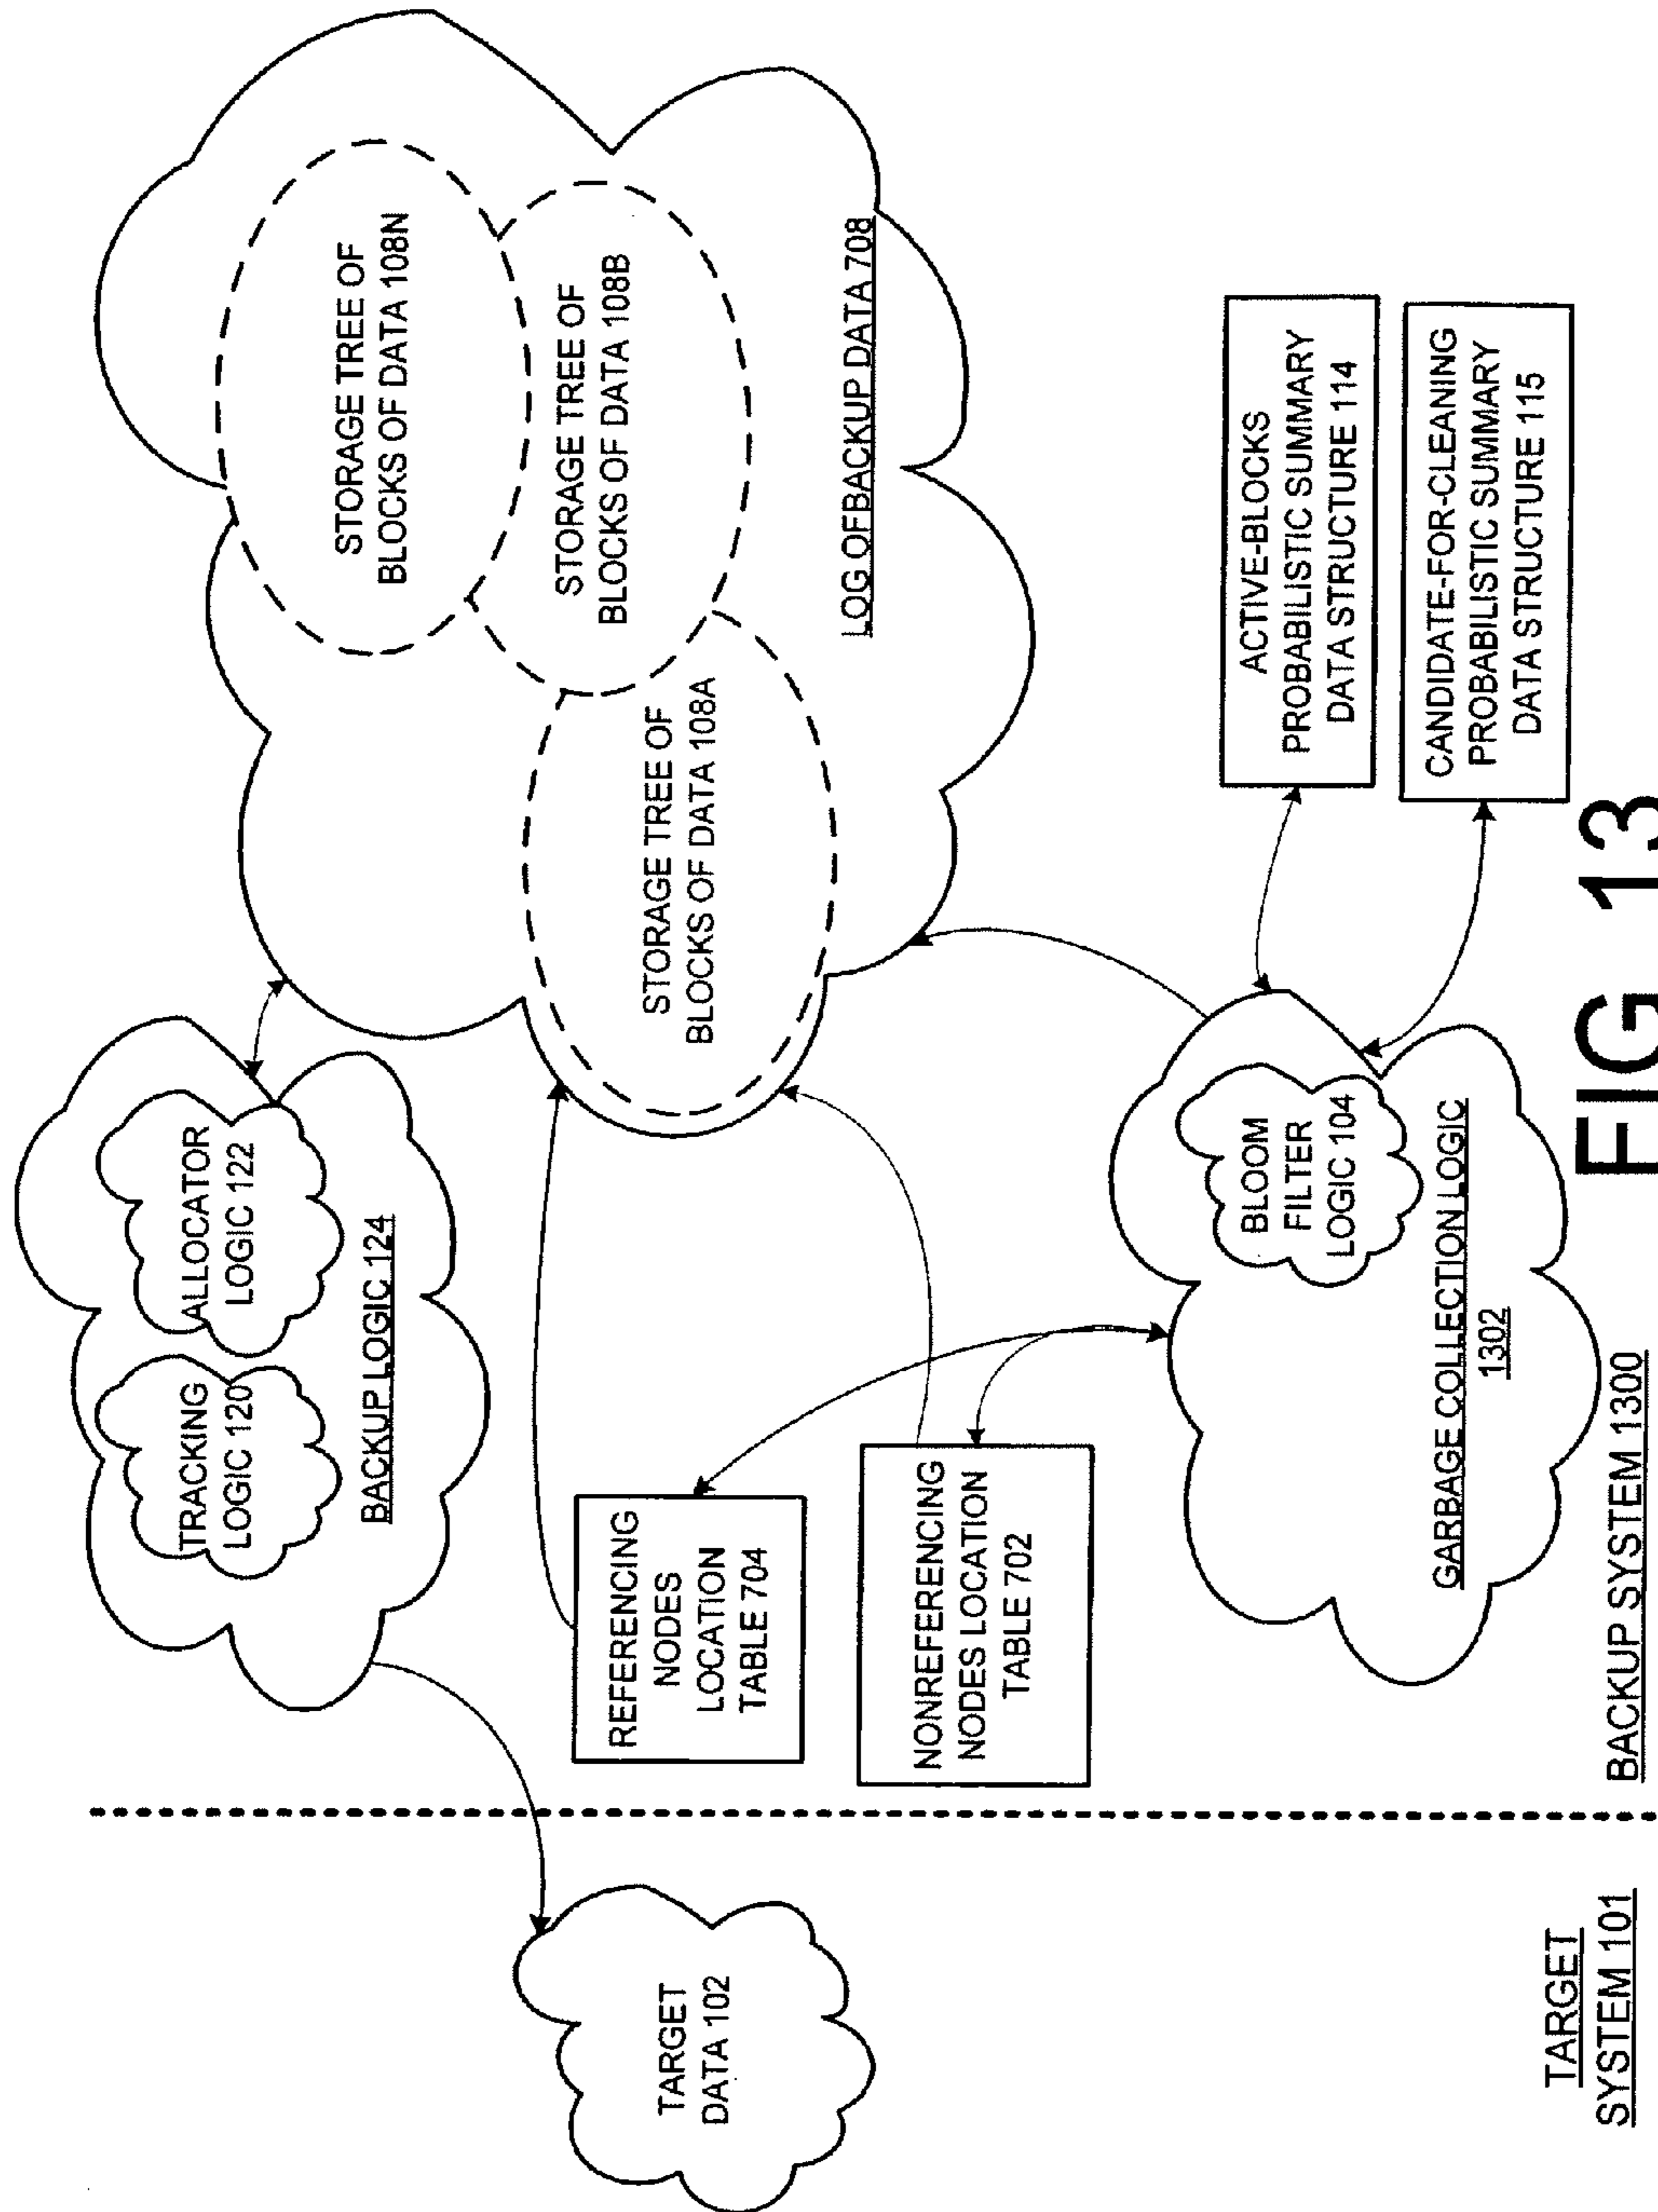 TRACKING
LOGIC 120
ALLOCATOR
LOGIC 122
BACKUP LOGIC 124
STORAGE TREE OF
BLOCKS OF DATA 108N
STORAGE TREE OF
BLOCKS OF DATA 108B
STORAGE TREE OF
BLOCKS OF DATA 108A
LOG OFBACKUP DATA 708
TARGET
DATA 102
REFERENCING
NODES
LOCATION
TABLE 704
NONREFERENCING
NODES LOCATION
TABLE 702
BLOOM
FILTER
LOGIC 104
GARBAGE COLLECTION LOGIC
1302
ACTIVE-BLOCKS
PROBABILISTIC SUMMARY
DATA STRUCTURE 114
CANDIDATE-FOR-CLEANING
PROBABILISTIC SUMMARY
DATA STRUCTURE 115
TARGET
SYSTEM 101
BACKUP SYSTEM 1300
FIG 13